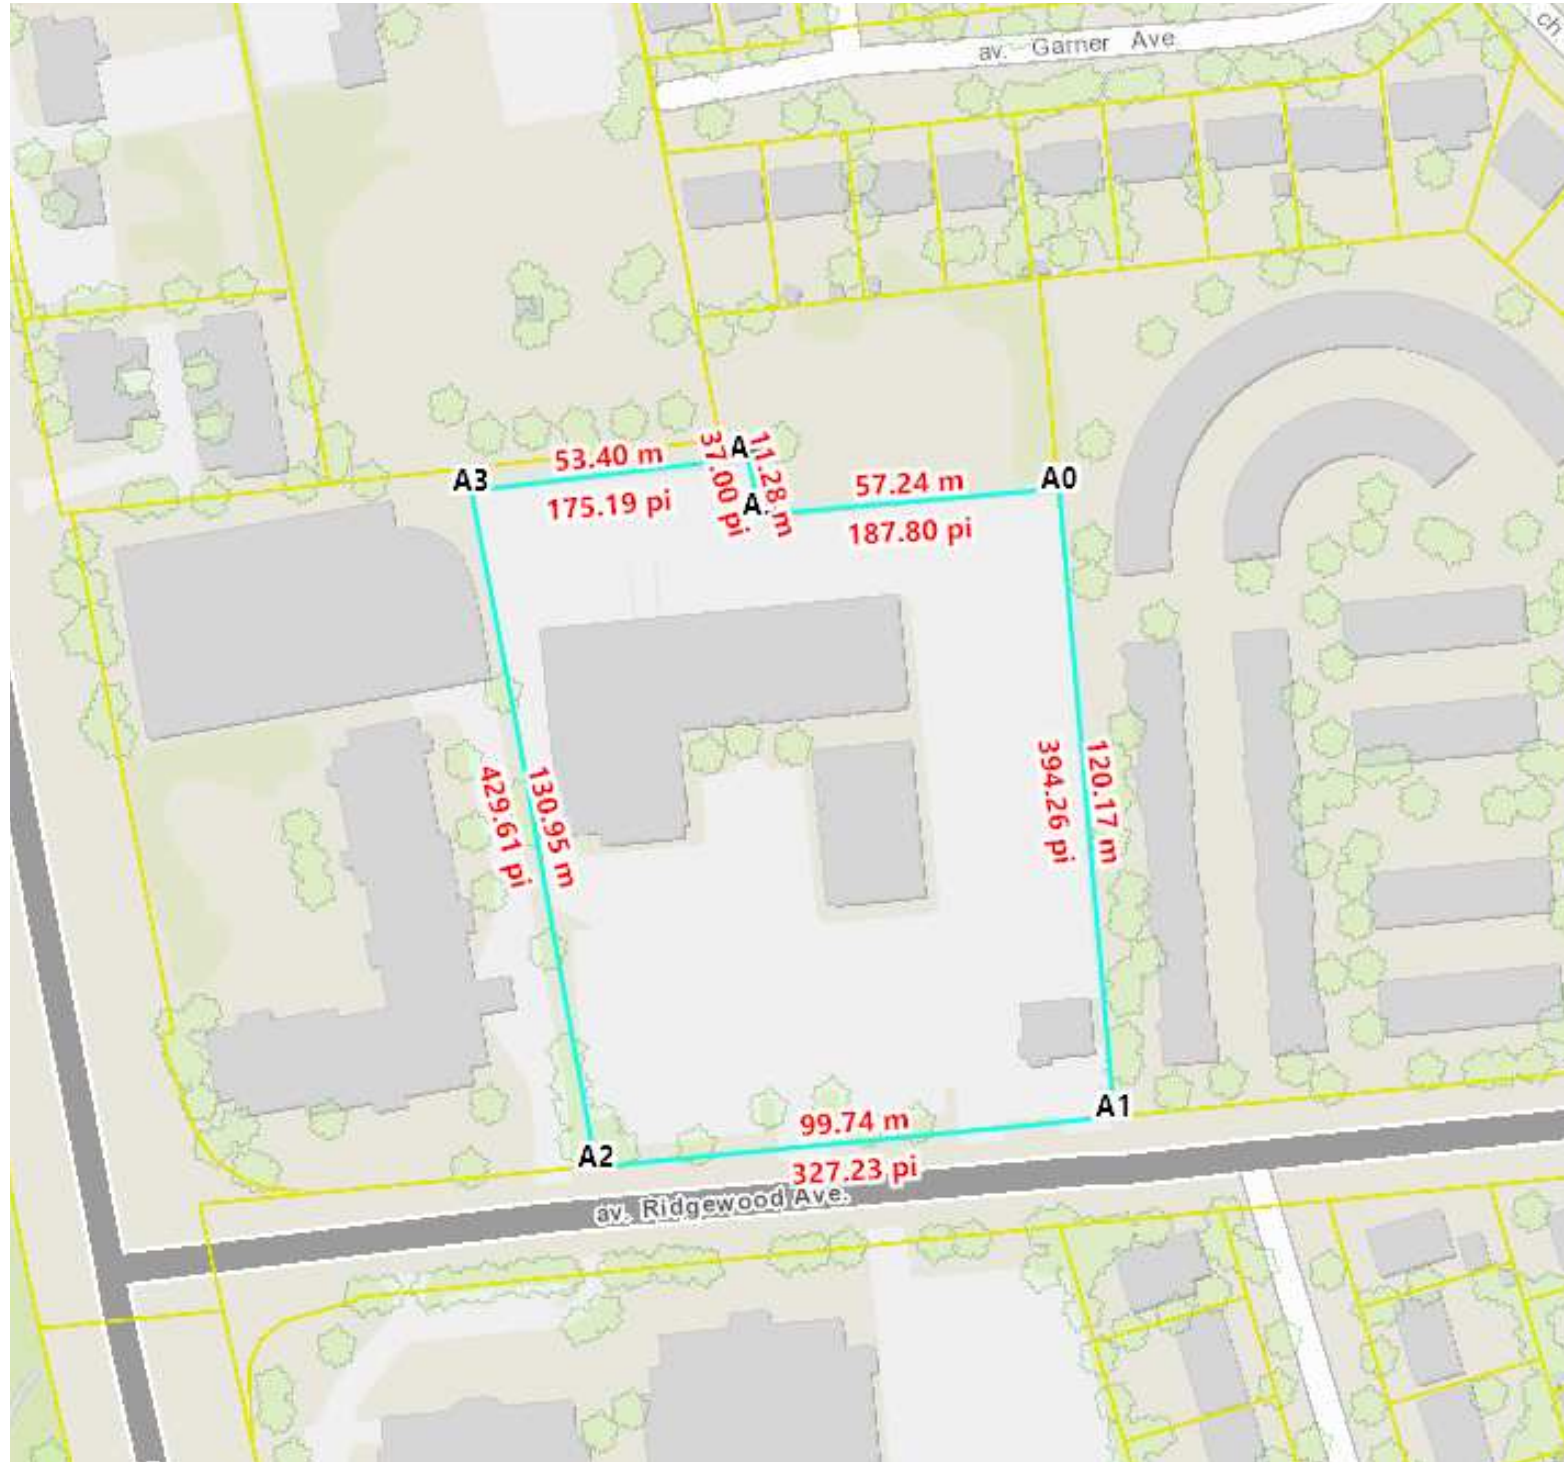 ch.
av. Garner Ave
A3
53.40 m
175.19 pi
A.
11.28 m
37.00 pi
A.
57.24 m
187.80 pi
A0
120.17 m
394.26 pi
130.95 m
429.61 pi
A1
99.74 m
327.23 pi
A2
av. Ridgewood Ave.